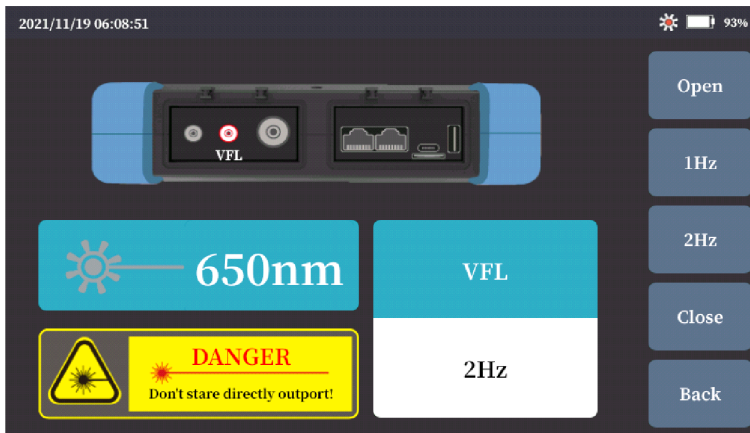 2021/11/19 06:08:51
93%
VFL
650nm
DANGER
Don't stare directly outport!
VFL
2Hz
Open
1Hz
2Hz
Close
Back